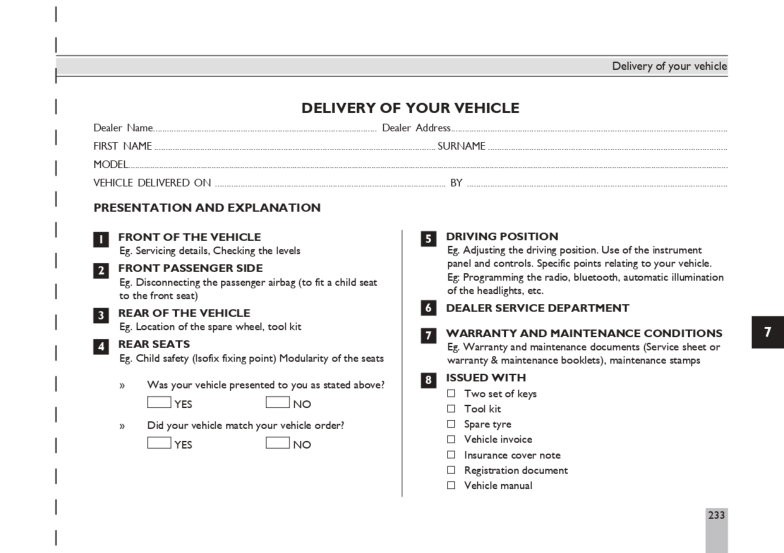 Delivery of your vehicle
DELIVERY OF YOUR VEHICLE
Dealer Name.......... Dealer Address..........
FIRST NAME .......... SURNAME ..........
MODEL..........
VEHICLE DELIVERED ON .......... BY ..........
PRESENTATION AND EXPLANATION
1 FRONT OF THE VEHICLE
Eg. Servicing details, Checking the levels
2 FRONT PASSENGER SIDE
Eg. Disconnecting the passenger airbag (to fit a child seat
to the front seat)
3 REAR OF THE VEHICLE
Eg. Location of the spare wheel, tool kit
4 REAR SEATS
Eg. Child safety (Isofix fixing point) Modularity of the seats
» Was your vehicle presented to you as stated above?
YES NO
» Did your vehicle match your vehicle order?
YES NO
5 DRIVING POSITION
Eg. Adjusting the driving position. Use of the instrument
panel and controls. Specific points relating to your vehicle.
Eg: Programming the radio, bluetooth, automatic illumination
of the headlights, etc.
6 DEALER SERVICE DEPARTMENT
7 WARRANTY AND MAINTENANCE CONDITIONS
Eg. Warranty and maintenance documents (Service sheet or
warranty & maintenance booklets), maintenance stamps
8 ISSUED WITH
☐ Two set of keys
☐ Tool kit
☐ Spare tyre
☐ Vehicle invoice
☐ Insurance cover note
☐ Registration document
☐ Vehicle manual
7
233